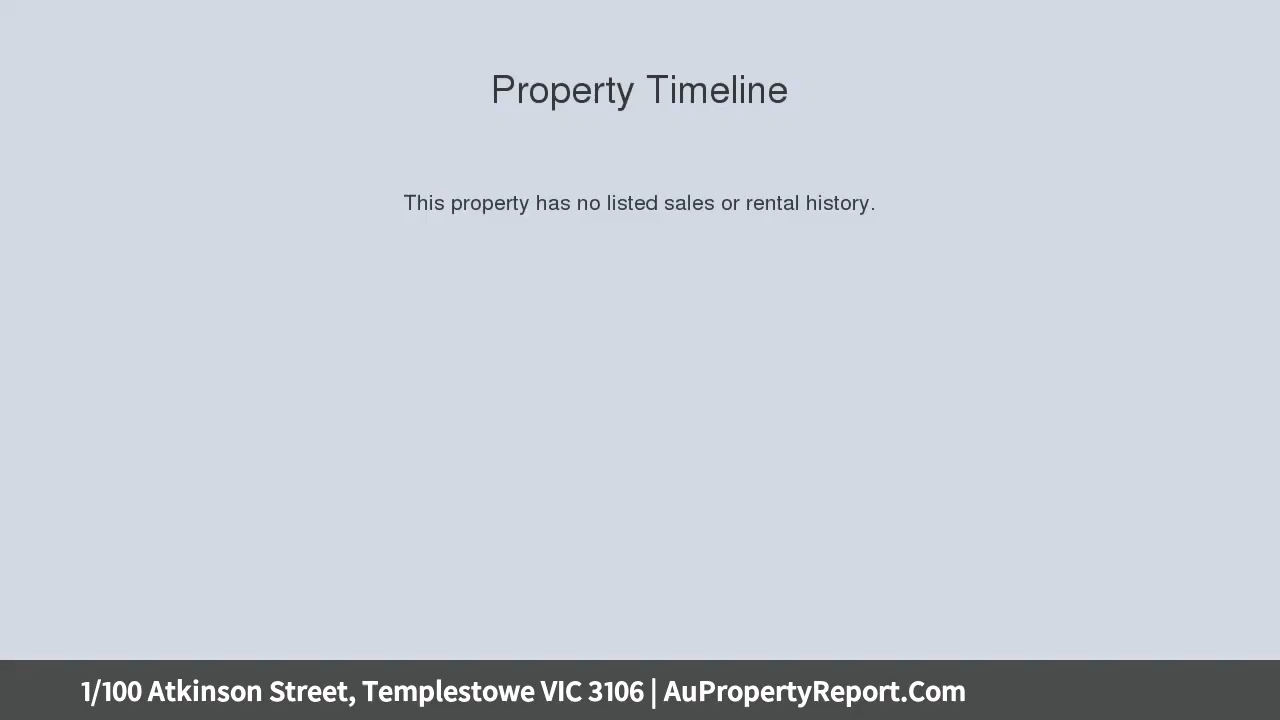 Property Timeline
This property has no listed sales or rental history.
1/100 Atkinson Street, Templestowe VIC 3106 | AuPropertyReport.Com